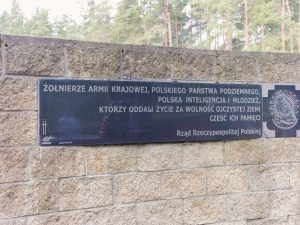 ŻOŁNIERZE ARMII KRAJOWEJ, POLSKIEGO PAŃSTWA PODZIEMNEGO,
POLSKA INTELIGENCJA I MŁODZIEŻ,
KTÓRZY ODDALI ŻYCIE ZA WOLNOŚĆ OJCZYSTEJ ZIEMI
CZEŚĆ ICH PAMIĘCI
Rząd Rzeczypospolitej Polskiej